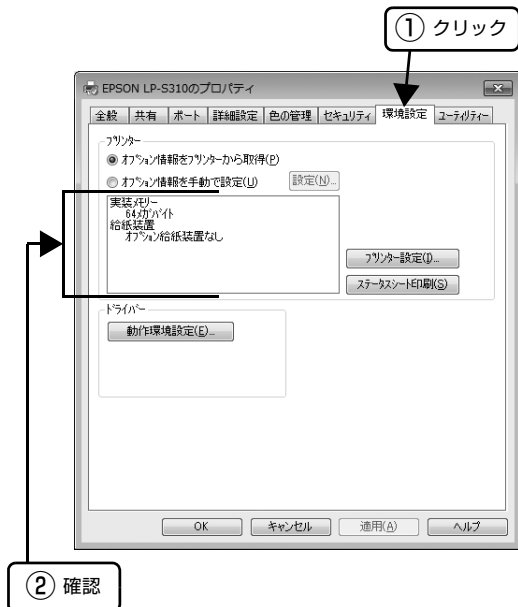 ① クリック
EPSON LP-S310のプロパティ
全般 共有 ポート 詳細設定 色の管理 セキュリティ 環境設定 ユーティリティー
プリンター
オプション情報をプリンターから取得(P)
オプション情報を手動で設定(U) 設定(N)...
実装メモリー
64メガバイト
給紙装置
オプション給紙装置なし
プリンター設定(I)...
ステータスシート印刷(S)
ドライバー
動作環境設定(E)...
OK キャンセル 適用(A) ヘルプ
② 確認